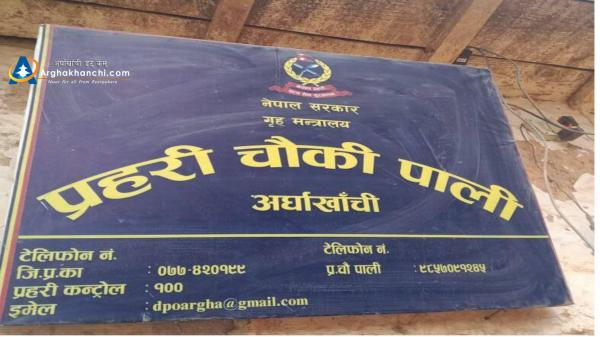 अर्घाखाँची डट कम
Arghakhanchi.com
नेपाल सरकार
गृह मन्त्रालय
प्रहरी चौकी पाली
अर्घाखाँची
टेलिफोन नं.
जि.प्र.का : ०७७-४२०१९९
प्रहरी कन्ट्रोल : १००
इमेल : dpoargha@gmail.com
टेलिफोन नं.
प्र.चौ पाली : ९८५७०९१२४५